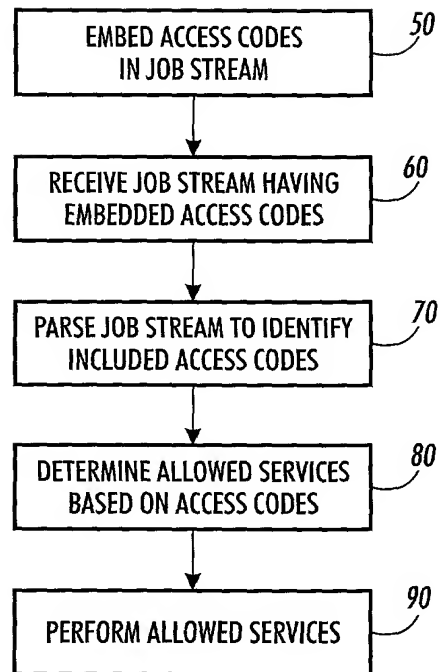 EMBED ACCESS CODES
IN JOB STREAM
50
RECEIVE JOB STREAM HAVING
EMBEDDED ACCESS CODES
60
PARSE JOB STREAM TO IDENTIFY
INCLUDED ACCESS CODES
70
DETERMINE ALLOWED SERVICES
BASED ON ACCESS CODES
80
PERFORM ALLOWED SERVICES
90